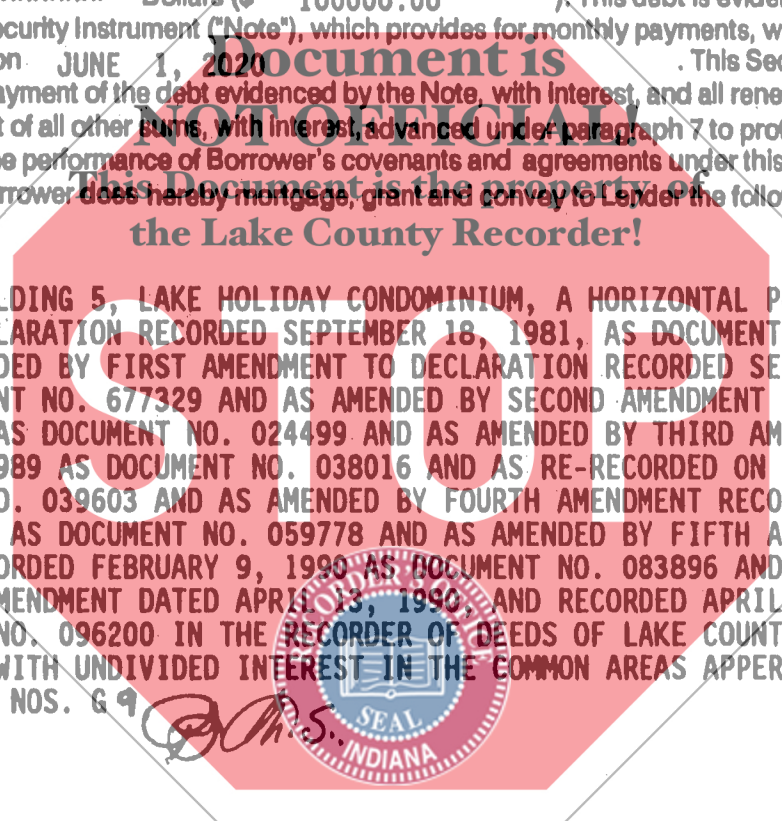 Dollars ($ 100000.00 ). This debt is evide
ecurity Instrument ("Note"), which provides for monthly payments, w
on JUNE 1, 2020 . This Sec
Document is
ayment of the debt evidenced by the Note, with interest, and all rene
NOT OFFICIAL!
t of all other sums, with interest, advanced under paragraph 7 to pro
e performance of Borrower's covenants and agreements under this
This Document is the property of
rrower does hereby mortgage, grant and convey to Lender the follo
the Lake County Recorder!
LDING 5, LAKE HOLIDAY CONDOMINIUM, A HORIZONTAL P
LARATION RECORDED SEPTEMBER 18, 1981, AS DOCUMENT
DED BY FIRST AMENDMENT TO DECLARATION RECORDED SE
NT NO. 677329 AND AS AMENDED BY SECOND AMENDMENT
STOP
AS DOCUMENT NO. 024499 AND AS AMENDED BY THIRD AM
989 AS DOCUMENT NO. 038016 AND AS RE-RECORDED ON
O. 039603 AND AS AMENDED BY FOURTH AMENDMENT RECO
AS DOCUMENT NO. 059778 AND AS AMENDED BY FIFTH A
ORDED FEBRUARY 9, 1990 AS DOCUMENT NO. 083896 AND
MENDMENT DATED APRIL 13, 1990, AND RECORDED APRIL
NO. 096200 IN THE RECORDER OF DEEDS OF LAKE COUNT
WITH UNDIVIDED INTEREST IN THE COMMON AREAS APPER
NOS. G 9
SEAL
INDIANA